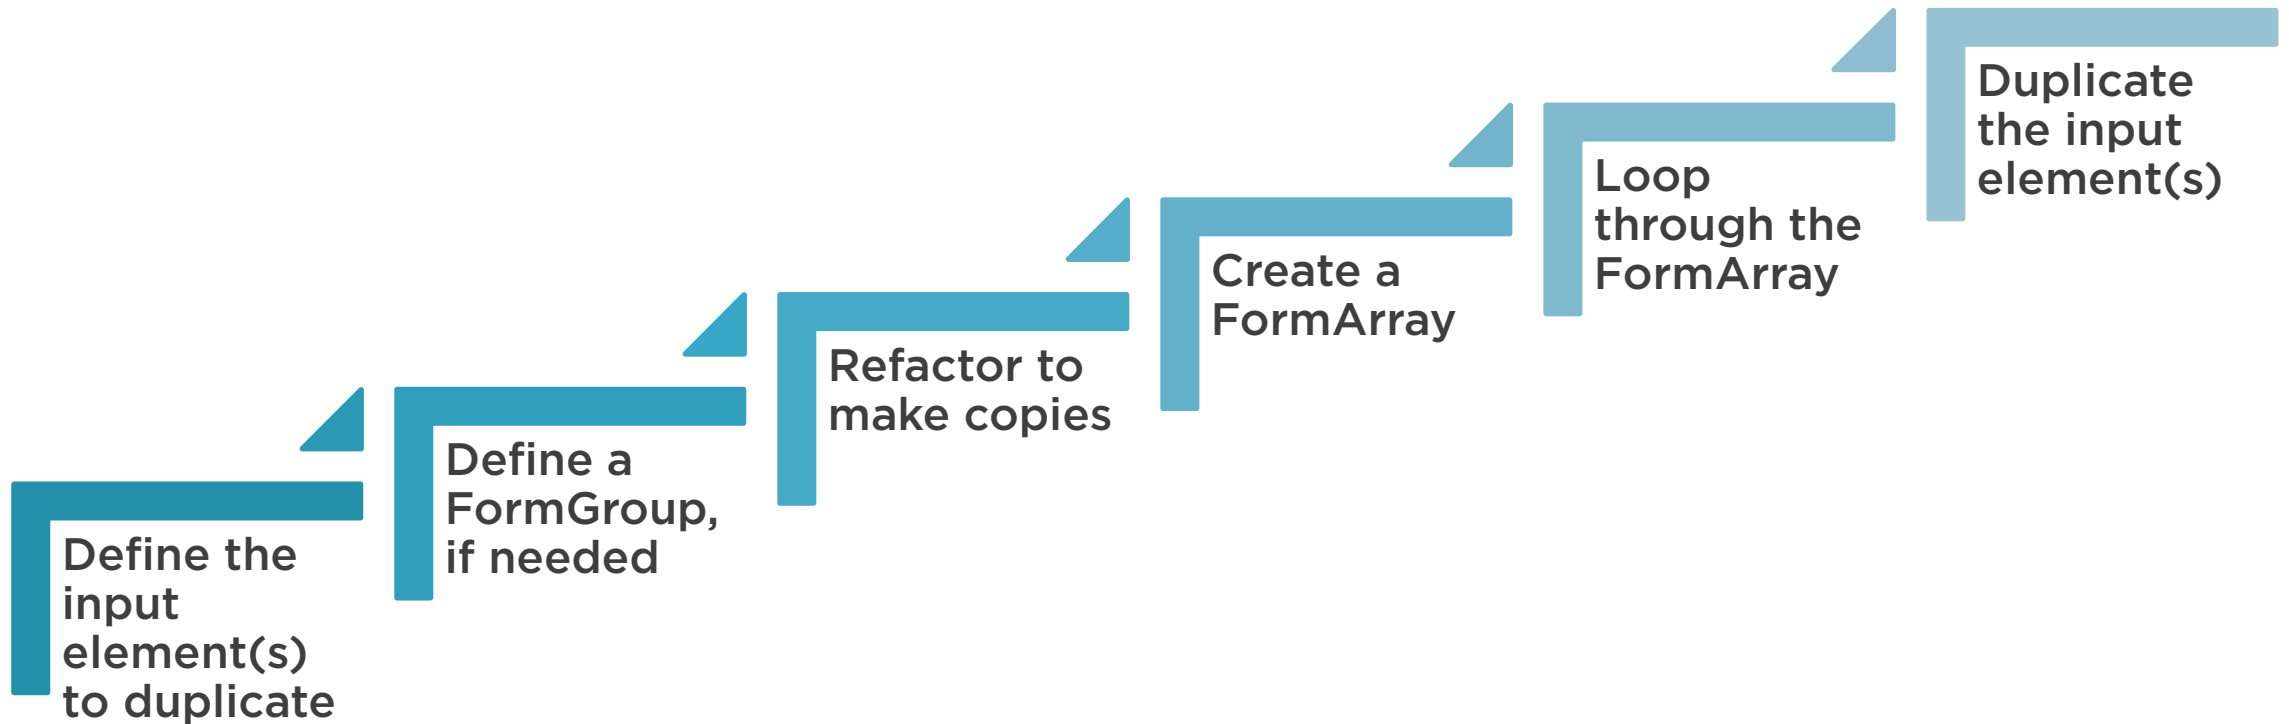 Define the
input
element(s)
to duplicate
Define a
FormGroup,
if needed
Refactor to
make copies
Create a
FormArray
Loop
through the
FormArray
Duplicate
the input
element(s)